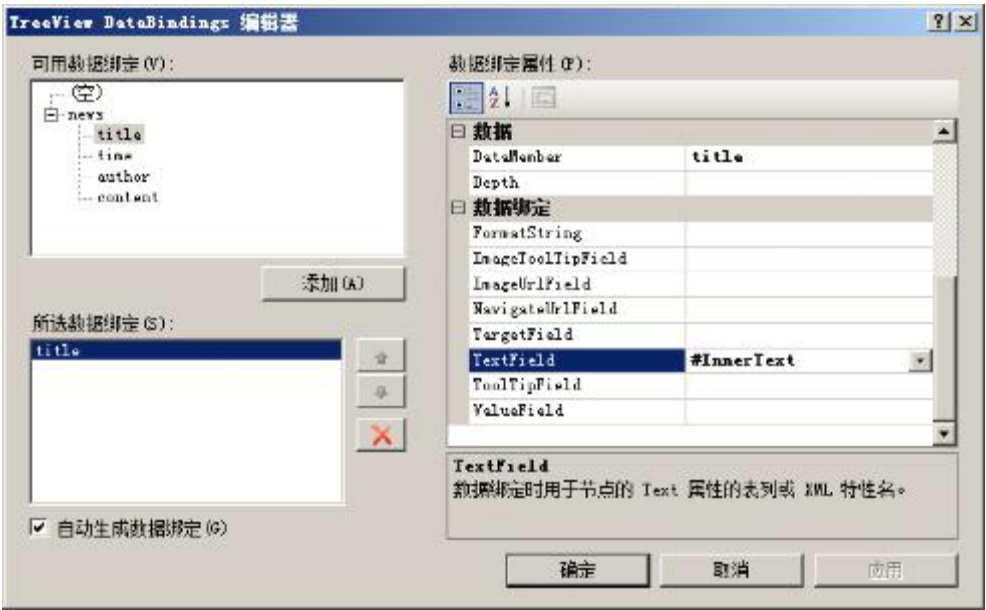 TreeView DataBindings 编辑器
可用数据绑定(V):
(空)
news
title
time
author
content
添加(A)
所选数据绑定(S):
title
自动生成数据绑定(G)
数据绑定属性(P):
数据
DataMember title
Depth
数据绑定
FormatString
ImageToolTipField
ImageUrlField
NavigateUrlField
TargetField
TextField #InnerText
ToolTipField
ValueField
TextField
数据绑定时用于节点的 Text 属性的表列或 XML 特性名。
确定
取消
应用